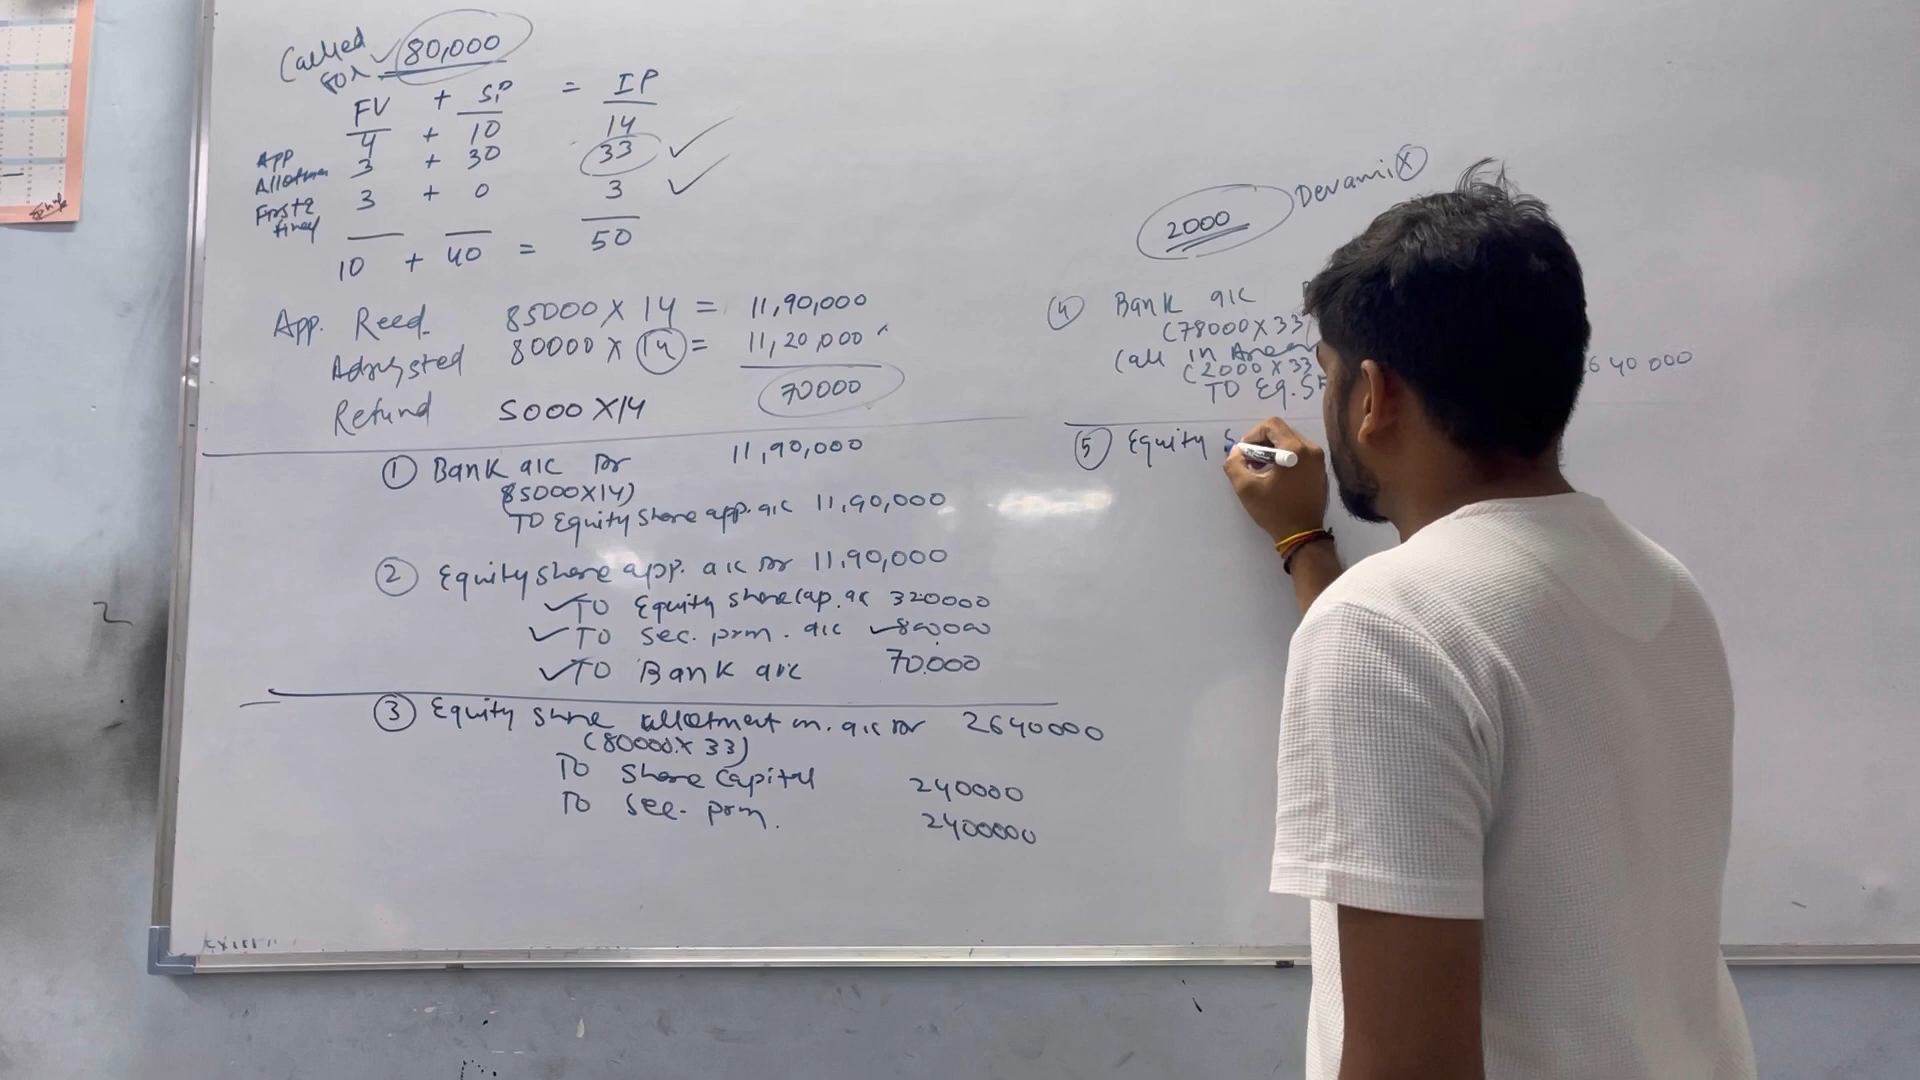 Called for 80,000
FV + SP = IP
App 4 + 10 14
Allotmen 3 + 30 33
First & final 3 + 0 3
10 + 40 = 50
App. Recd. 85000 X 14 = 11,90,000
Adjusted 80000 X 14 = 11,20,000
Refund 5000 X 14 70000
① Bank a/c Dr 11,90,000
(85000X14)
TO Equity Share app. a/c 11,90,000
② Equity share app. a/c Dr 11,90,000
TO Equity share cap. ac 320000
TO Sec. prm. a/c 800000
TO Bank a/c 70000
③ Equity share allotment a/c Dr 2640000
(80000 X 33)
To Share Capital 240000
To Sec. prm. 2400000
2000 X
④ Bank a/c
(78000 X 33
Call in Arear
(2000 X 33
TO Eq. S 640000
⑤ Equity S